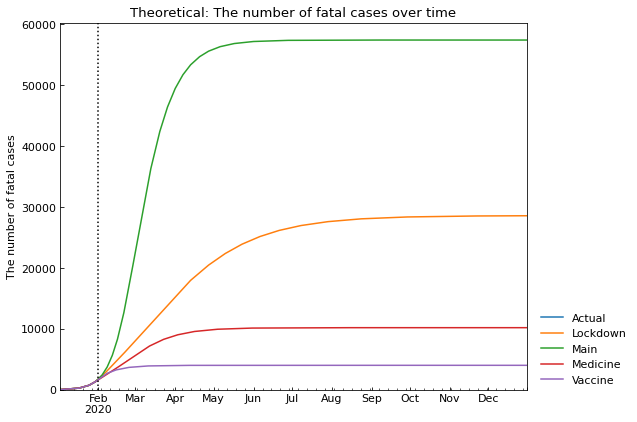 Theoretical: The number of fatal cases over time
The number of fatal cases
60000
50000
40000
30000
20000
10000
0
Feb Mar Apr May Jun Jul Aug Sep Oct Nov Dec
2020
Actual
Lockdown
Main
Medicine
Vaccine